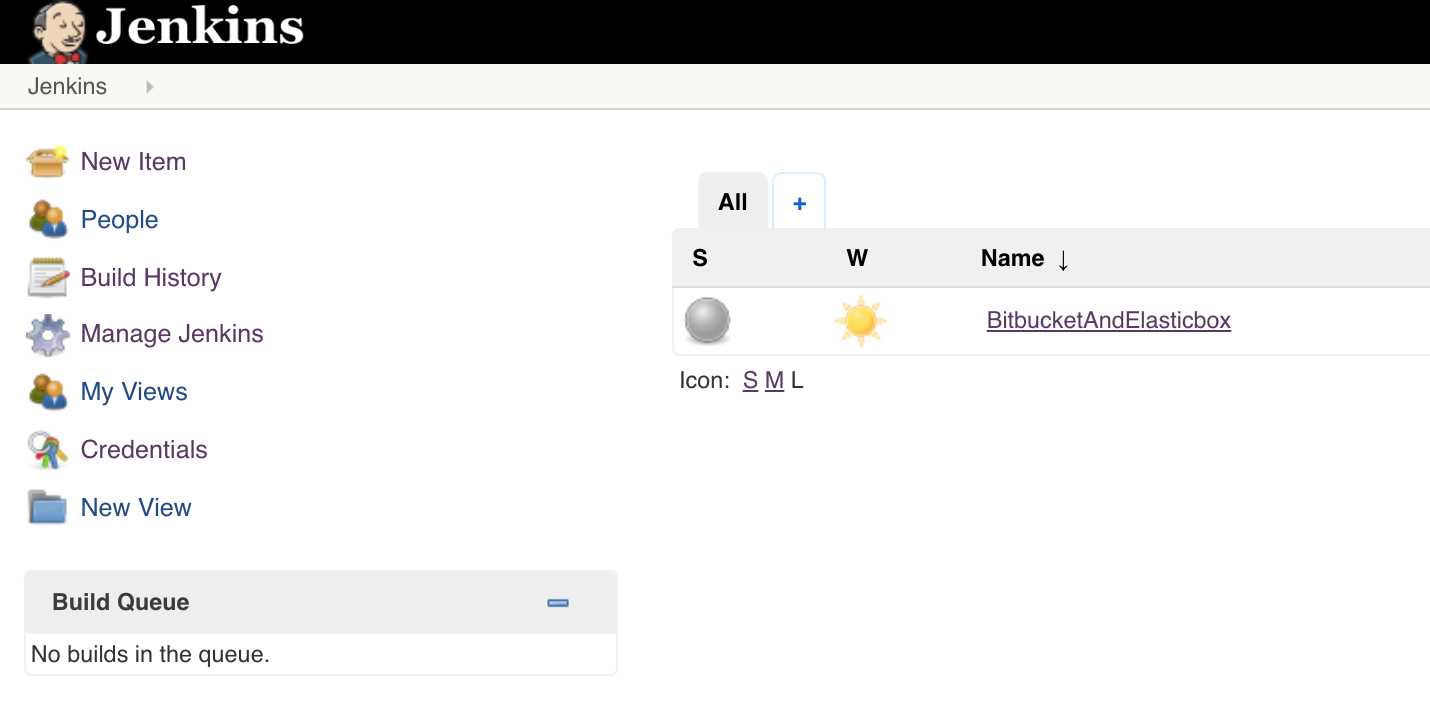 Jenkins
Jenkins
New Item
People
Build History
Manage Jenkins
My Views
Credentials
New View
Build Queue
No builds in the queue.
All +
S W Name ↓
BitbucketAndElasticbox
Icon: S M L